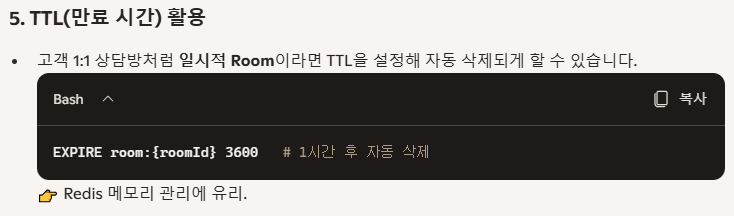 5. TTL(만료 시간) 활용
• 고객 1:1 상담방처럼 일시적 Room이라면 TTL을 설정해 자동 삭제되게 할 수 있습니다.
Bash 복사
EXPIRE room:{roomId} 3600 # 1시간 후 자동 삭제
👉 Redis 메모리 관리에 유리.